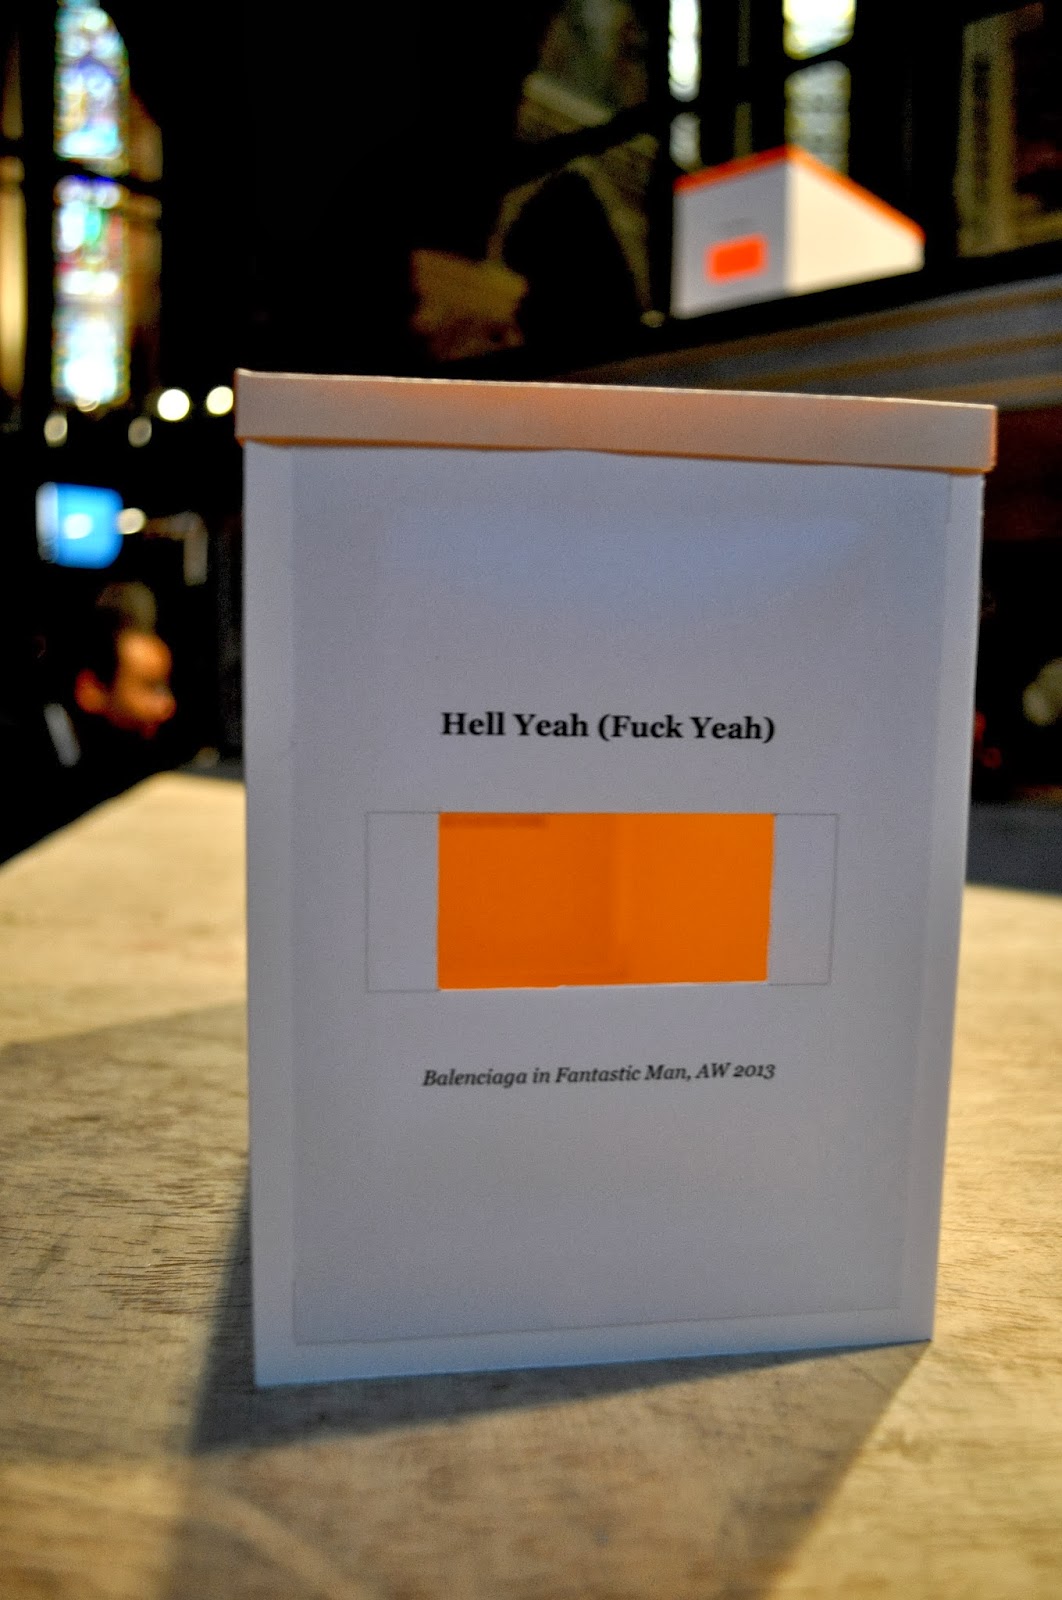 Hell Yeah (Fuck Yeah)
Balenciaga in Fantastic Man, AW 2013